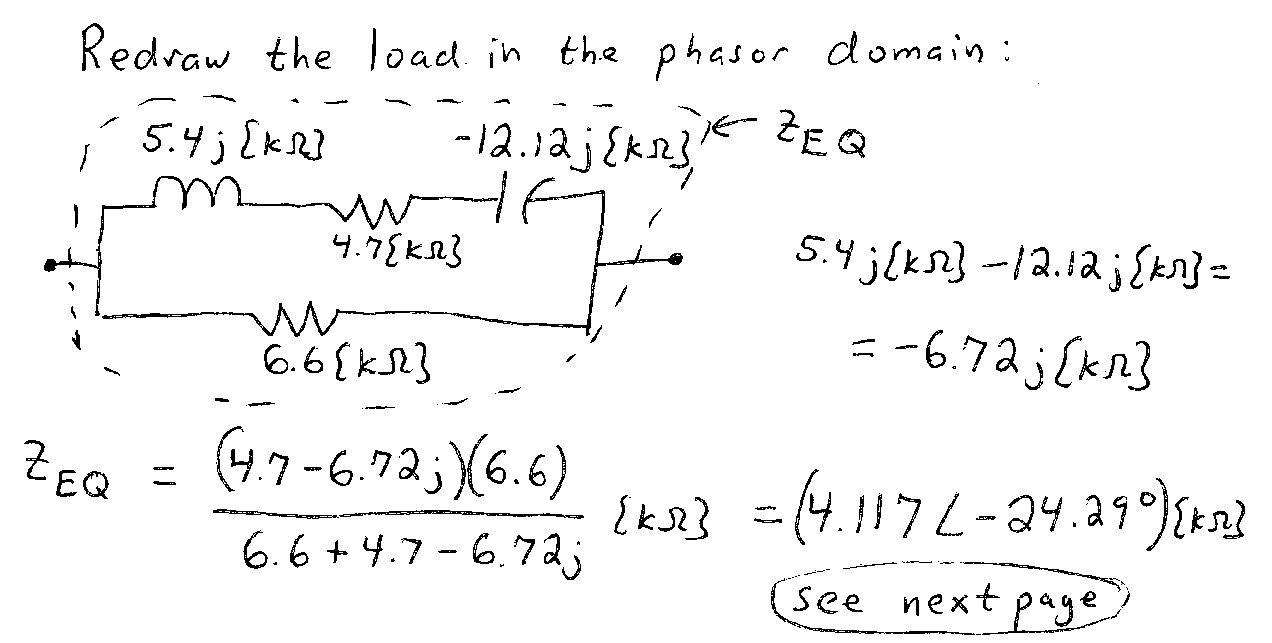 Redraw the load in the phasor domain:
5.4j{kΩ} -12.12j{kΩ} ← Z_EQ
4.7{kΩ}
5.4j{kΩ} -12.12j{kΩ}=
6.6{kΩ}
= -6.72j{kΩ}
Z_EQ = (4.7-6.72j)(6.6) / (6.6+4.7-6.72j) {kΩ} = (4.117∠-24.29°){kΩ}
see next page